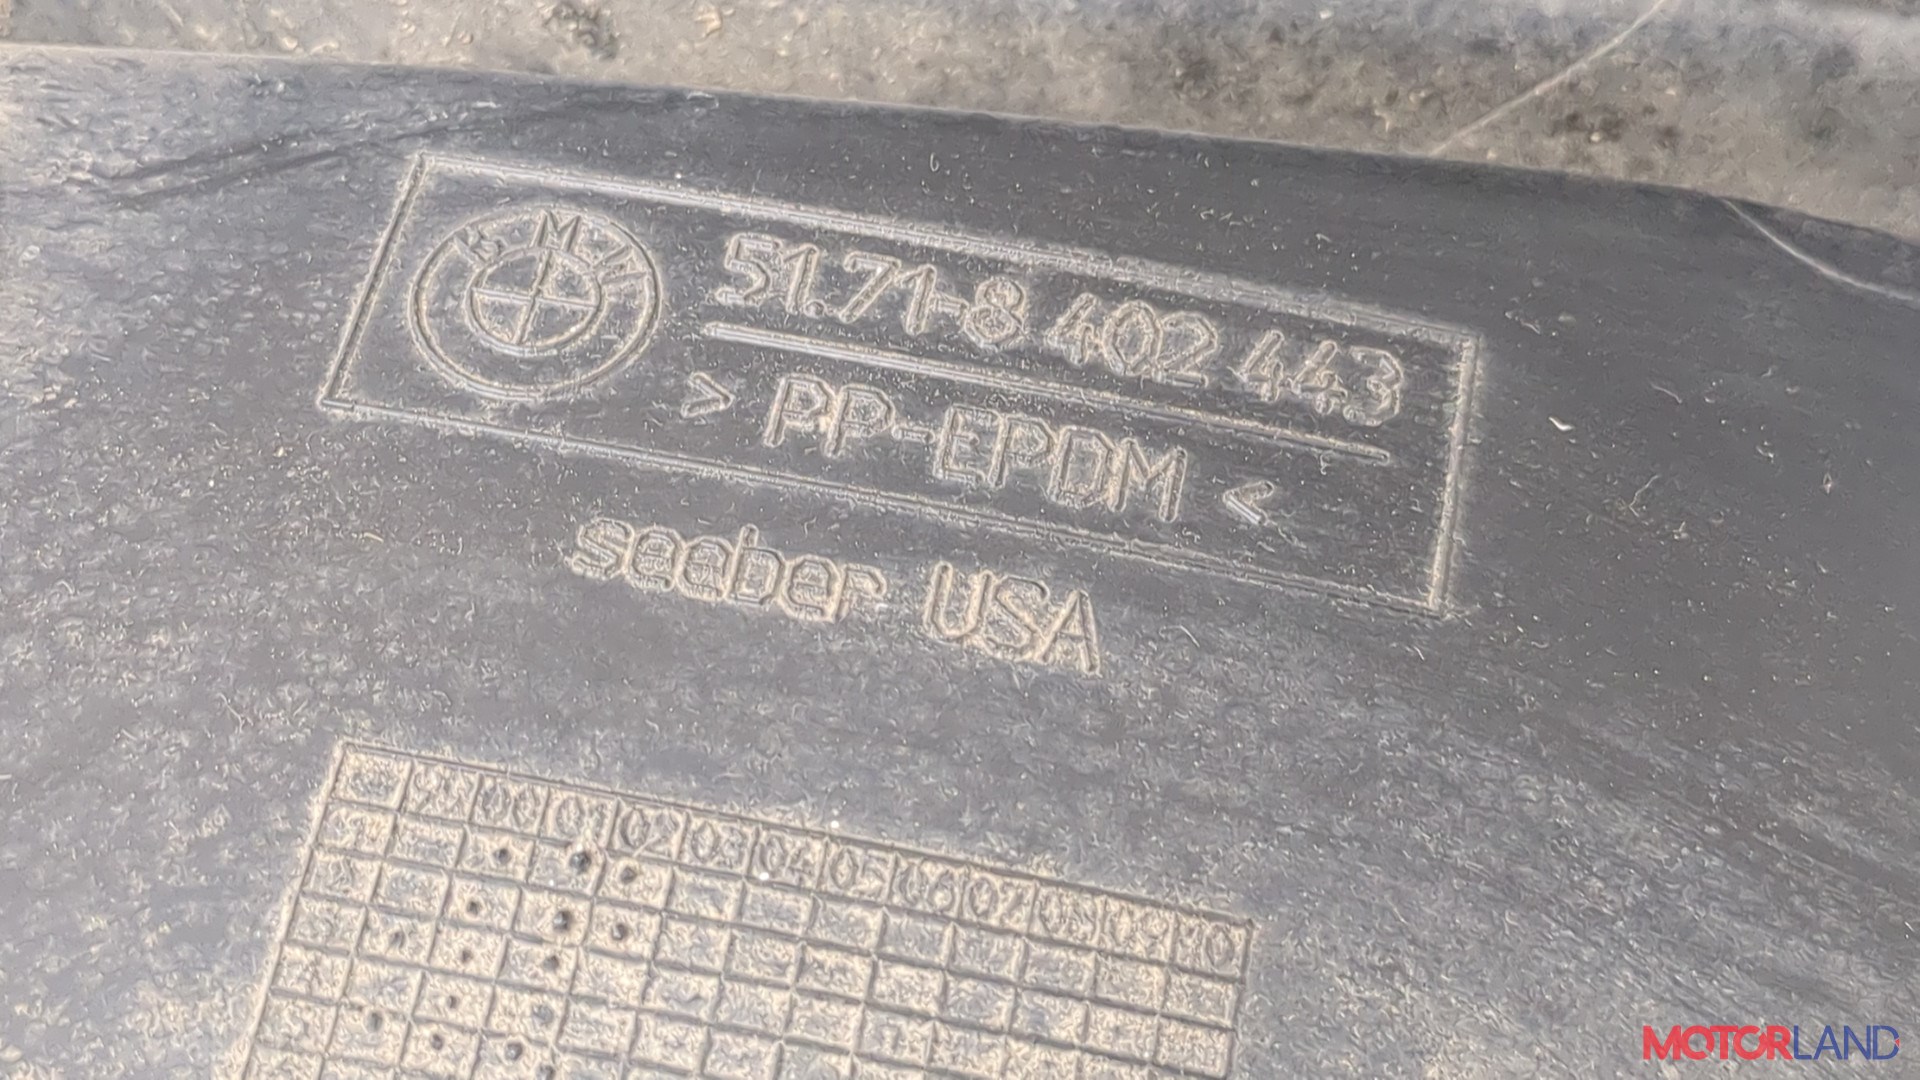 BMW
51.71-8 402 443
> PP-EPDM <
seeber USA
99 00 01 02 03 04 05 06 07 08 09 10
MOTORLAND